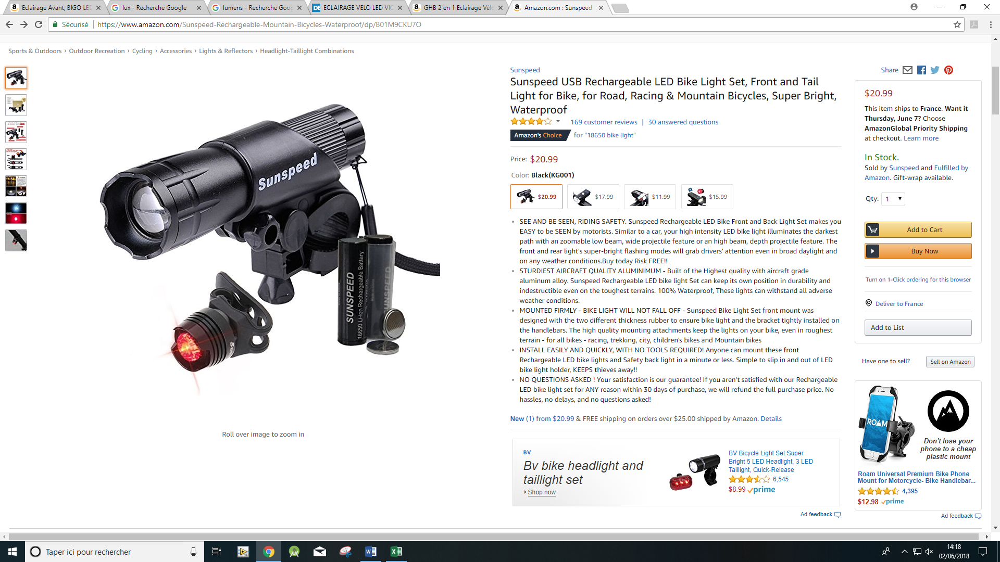 Eclairage Avant, BIGO LED
lux - Recherche Google
lumens - Recherche Goog
ECLAIRAGE VELO LED VIC
GHB 2 en 1 Eclairage Vélo
Amazon.com : Sunspeed
Sécurisé
https://www.amazon.com/Sunspeed-Rechargeable-Mountain-Bicycles-Waterproof/dp/B01M9CKU7O
Sports & Outdoors › Outdoor Recreation › Cycling › Accessories › Lights & Reflectors › Headlight-Taillight Combinations
Sunspeed
SUNSPEED
18650 Li-ion Rechargeable Battery
SUNSPEED
Roll over image to zoom in
Sunspeed
Sunspeed USB Rechargeable LED Bike Light Set, Front and Tail
Light for Bike, for Road, Racing & Mountain Bicycles, Super Bright,
Waterproof
169 customer reviews | 30 answered questions
Amazon's Choice for "18650 bike light"
Price: $20.99
Color: Black(KG001)
$20.99
$17.99
$11.99
$15.99
• SEE AND BE SEEN, RIDING SAFETY. Sunspeed Rechargeable LED Bike Front and Back Light Set makes you
EASY to be SEEN by motorists. Similar to a car, your high intensity LED bike light illuminates the darkest
path with an zoomable low beam, wide projectile feature or an high beam, depth projectile feature. The
front and rear light's super-bright flashing modes will grab drivers' attention even in broad daylight and
on any weather conditions.Buy today Risk FREE!!
• STURDIEST AIRCRAFT QUALITY ALUMINIMUM - Built of the Highest quality with aircraft grade
aluminum alloy. Sunspeed Rechargeable LED bike light Set can keep its own position in durability and
indestructible even on the toughest terrains. 100% Waterproof, These lights can withstand all adverse
weather conditions.
• MOUNTED FIRMLY - BIKE LIGHT WILL NOT FALL OFF - Sunspeed Bike Light Set front mount was
designed with the two different thickness rubber to ensure bike light and the bracket tightly installed on
the handlebars. The high quality mounting attachments keep the lights on your bike, even in roughest
terrain - for all bikes - racing, trekking, city, children's bikes and Mountain bikes
• INSTALL EASILY AND QUICKLY, WITH NO TOOLS REQUIRED! Anyone can mount these front
Rechargeable LED bike lights and Safety back light in a minute or less. Simple to slip in and out of LED
bike light holder, KEEPS thieves away!!
• NO QUESTIONS ASKED ! Your satisfaction is our guarantee! If you aren't satisfied with our Rechargeable
LED bike light set for ANY reason within 30 days of purchase, we will refund the full purchase price. No
hassles, no delays, and no questions asked!
New (1) from $20.99 & FREE shipping on orders over $25.00 shipped by Amazon. Details
BV
Bv bike headlight and
taillight set
› Shop now
BV Bicycle Light Set Super
Bright 5 LED Headlight, 3 LED
Taillight, Quick-Release
6,545
$8.99 prime
Ad feedback
Share
$20.99
This item ships to France. Want it
Thursday, June 7? Choose
AmazonGlobal Priority Shipping
at checkout. Learn more
In Stock.
Sold by Sunspeed and Fulfilled by
Amazon. Gift-wrap available.
Qty: 1
Add to Cart
Buy Now
Turn on 1-Click ordering for this browser
Deliver to France
Add to List
Have one to sell?
Sell on Amazon
ROAM
Don't lose your
phone to a cheap
plastic mount
Roam Universal Premium Bike Phone
Mount for Motorcycle- Bike Handlebar...
4,395
$12.98 prime
Ad feedback
Taper ici pour rechercher
14:18
02/06/2018